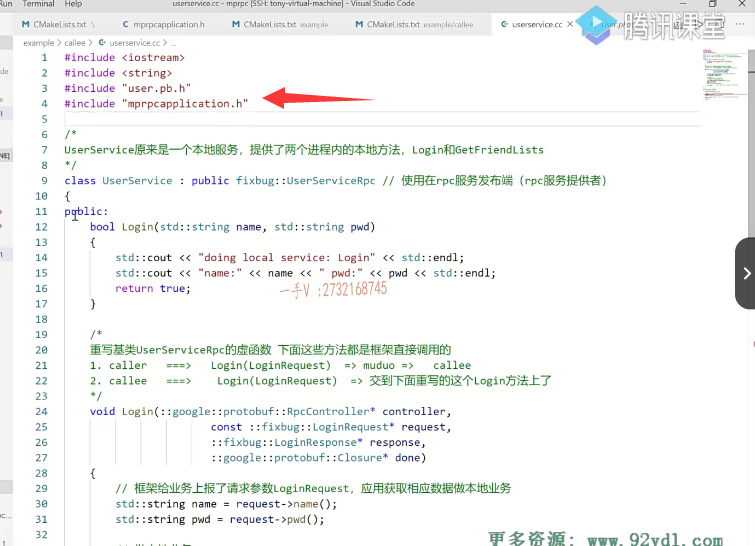 Run Terminal Help
userservice.cc - mprpc [SSH: tony-virtual-machine] - Visual Studio Code
CMakeLists.txt .\ mprpcapplication.h CMakeLists.txt example CMakeLists.txt example/callee userservice.cc
腾讯课堂
example > callee > userservice.cc > ...
1 #include <iostream>
2 #include <string>
3 #include "user.pb.h"
4 #include "mprpcapplication.h"
5
6 /*
7 UserService原来是一个本地服务，提供了两个进程内的本地方法，Login和GetFriendLists
8 */
9 class UserService : public fixbug::UserServiceRpc // 使用在rpc服务发布端（rpc服务提供者）
10 {
11 public:
12 bool Login(std::string name, std::string pwd)
13 {
14 std::cout << "doing local service: Login" << std::endl;
15 std::cout << "name:" << name << " pwd:" << pwd << std::endl;
16 return true;
一手V :2732168745
17 }
18
19 /*
20 重写基类UserServiceRpc的虚函数 下面这些方法都是框架直接调用的
21 1. caller ===> Login(LoginRequest) => muduo => callee
22 2. callee ===> Login(LoginRequest) => 交到下面重写的这个Login方法上了
23 */
24 void Login(::google::protobuf::RpcController* controller,
25 const ::fixbug::LoginRequest* request,
26 ::fixbug::LoginResponse* response,
27 ::google::protobuf::Closure* done)
28 {
29 // 框架给业务上报了请求参数LoginRequest，应用获取相应数据做本地业务
30 std::string name = request->name();
31 std::string pwd = request->pwd();
32
更多资源: www.92ydl.com